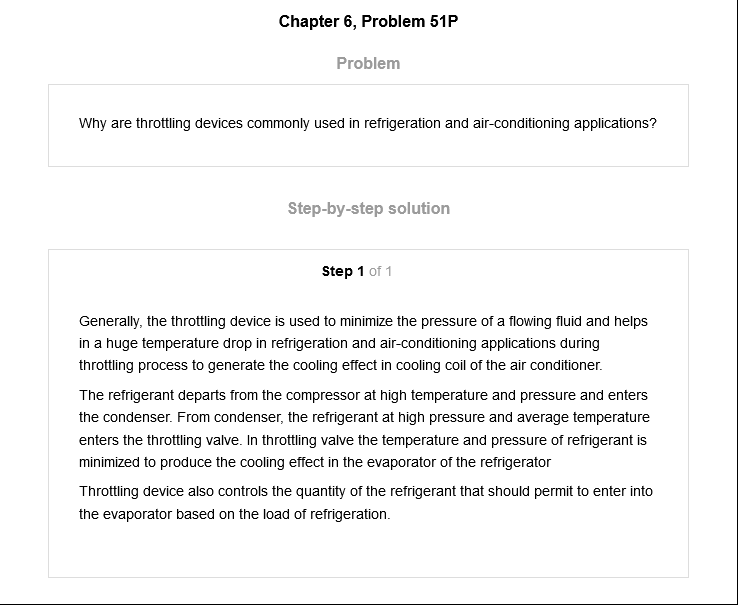 Chapter 6, Problem 51P
Problem
Why are throttling devices commonly used in refrigeration and air-conditioning applications?
Step-by-step solution
Step 1 of 1
Generally, the throttling device is used to minimize the pressure of a flowing fluid and helps
in a huge temperature drop in refrigeration and air-conditioning applications during
throttling process to generate the cooling effect in cooling coil of the air conditioner.
The refrigerant departs from the compressor at high temperature and pressure and enters
the condenser. From condenser, the refrigerant at high pressure and average temperature
enters the throttling valve. In throttling valve the temperature and pressure of refrigerant is
minimized to produce the cooling effect in the evaporator of the refrigerator
Throttling device also controls the quantity of the refrigerant that should permit to enter into
the evaporator based on the load of refrigeration.